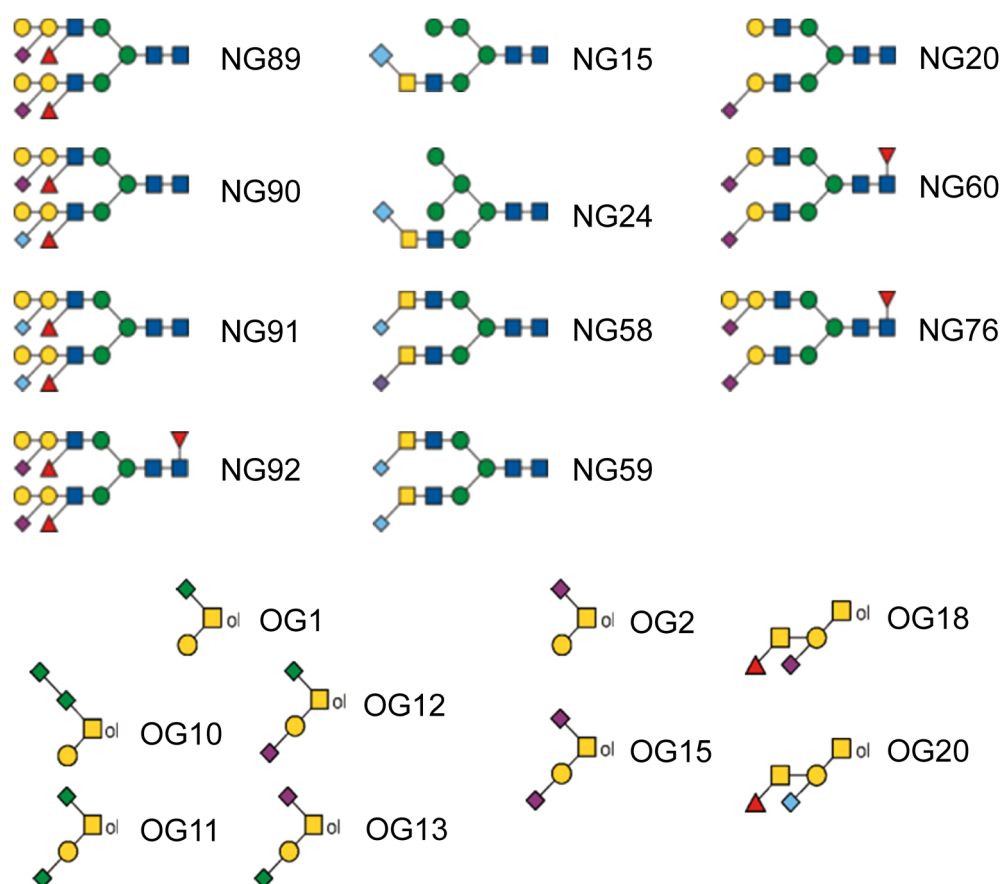 NG89 NG15 NG20
NG90 NG24 NG60
NG91 NG58 NG76
NG92 NG59
ol OG1 ol OG2 ol OG18
ol OG10 ol OG12 ol OG15 ol OG20
ol OG11 ol OG13